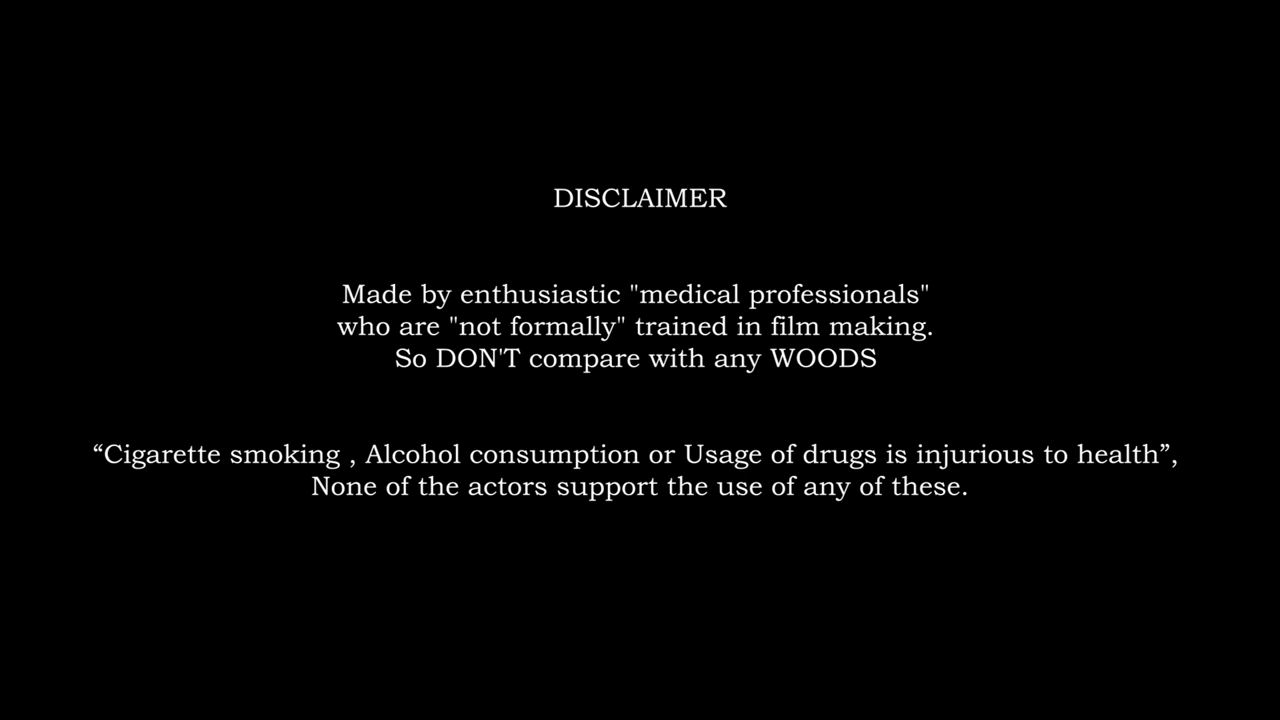 DISCLAIMER
Made by enthusiastic "medical professionals"
who are "not formally" trained in film making.
So DON'T compare with any WOODS
“Cigarette smoking , Alcohol consumption or Usage of drugs is injurious to health”,
None of the actors support the use of any of these.